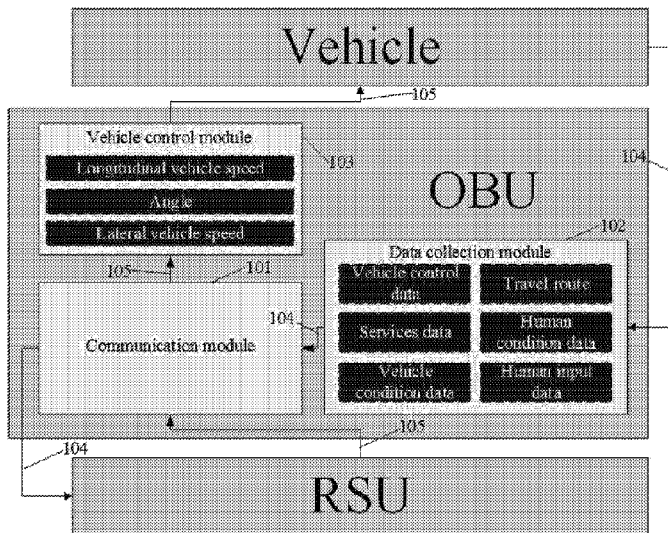 Vehicle
105
Vehicle control module
Longitudinal vehicle speed
Angle
Lateral vehicle speed
103
OBU
104
102
105
101
Data collection module
Vehicle control
data
Travel route
Services data
Human
condition data
Vehicle
condition data
Human input
data
104
Communication module
104
105
RSU